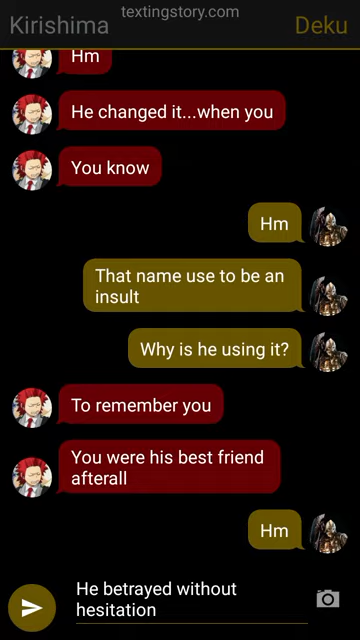 textingstory.com
Kirishima
Deku
Hm
He changed it...when you
You know
Hm
That name use to be an
insult
Why is he using it?
To remember you
You were his best friend
afterall
Hm
He betrayed without
hesitation